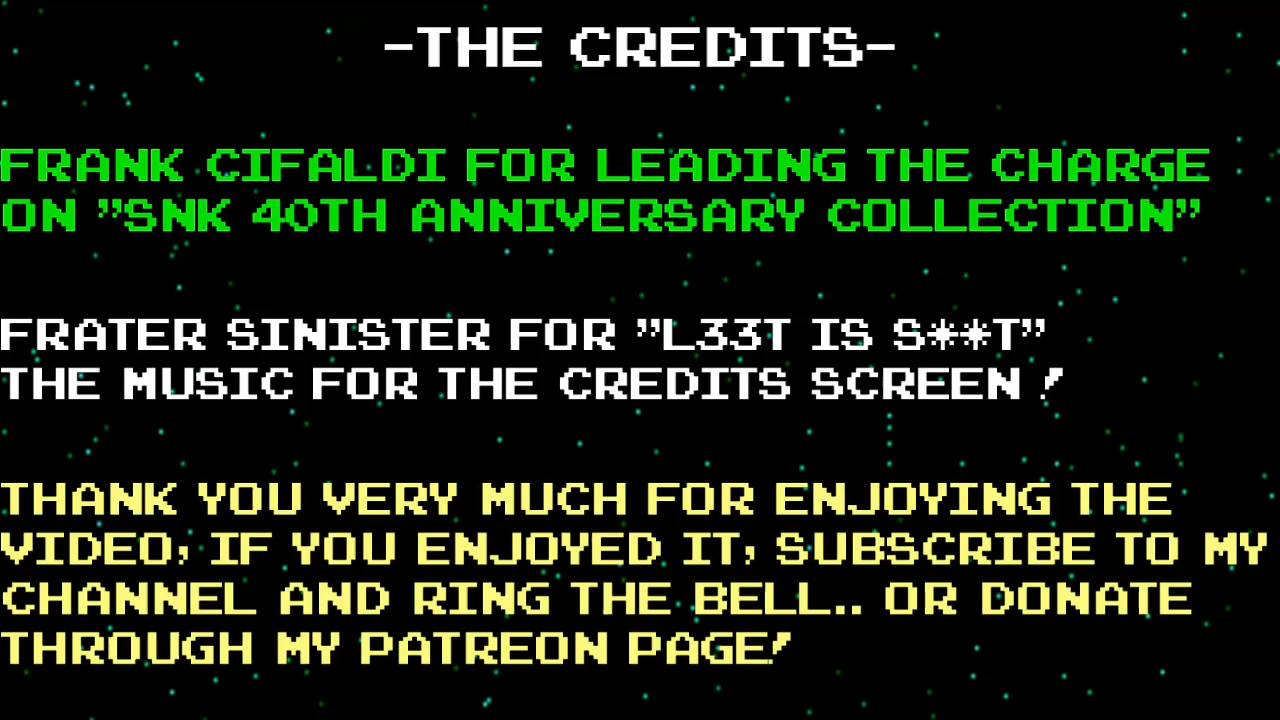 -THE CREDITS-
FRANK CIFALDI FOR LEADING THE CHARGE
ON "SNK 40TH ANNIVERSARY COLLECTION"
FRATER SINISTER FOR "L33T IS S**T"
THE MUSIC FOR THE CREDITS SCREEN !
THANK YOU VERY MUCH FOR ENJOYING THE
VIDEO, IF YOU ENJOYED IT, SUBSCRIBE TO MY
CHANNEL AND RING THE BELL.. OR DONATE
THROUGH MY PATREON PAGE!